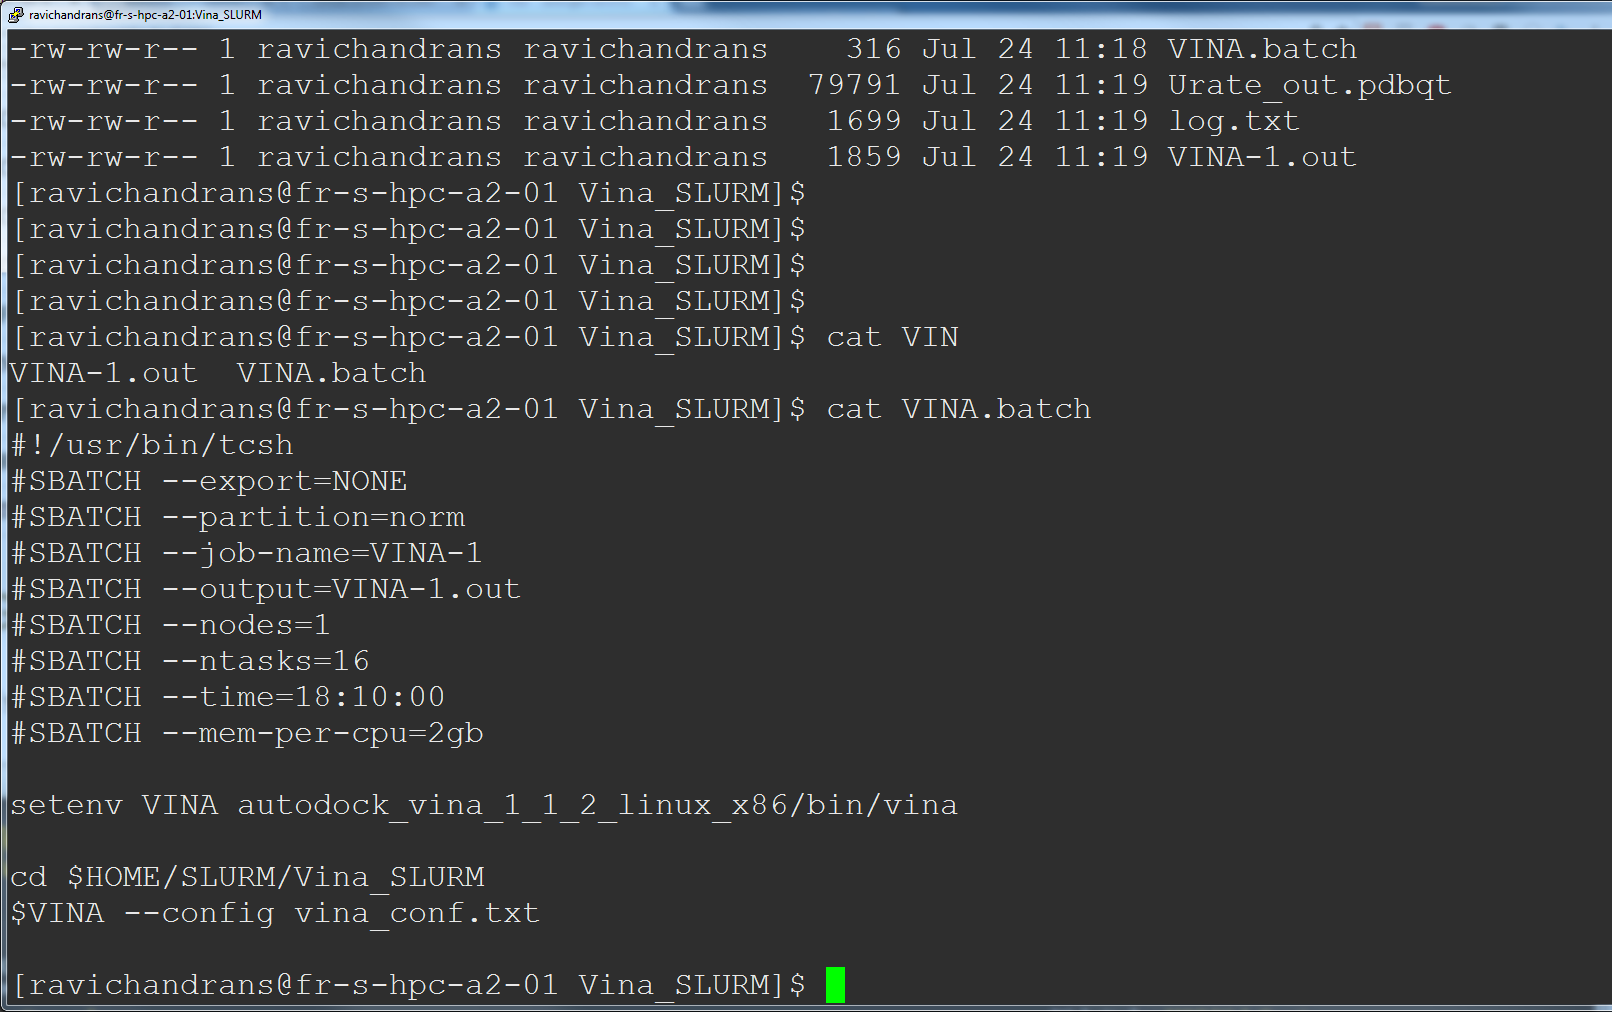 ravichandrans@fr-s-hpc-a2-01:Vina_SLURM
-rw-rw-r-- 1 ravichandrans ravichandrans    316 Jul 24 11:18 VINA.batch
-rw-rw-r-- 1 ravichandrans ravichandrans  79791 Jul 24 11:19 Urate_out.pdbqt
-rw-rw-r-- 1 ravichandrans ravichandrans   1699 Jul 24 11:19 log.txt
-rw-rw-r-- 1 ravichandrans ravichandrans   1859 Jul 24 11:19 VINA-1.out
[ravichandrans@fr-s-hpc-a2-01 Vina_SLURM]$
[ravichandrans@fr-s-hpc-a2-01 Vina_SLURM]$
[ravichandrans@fr-s-hpc-a2-01 Vina_SLURM]$
[ravichandrans@fr-s-hpc-a2-01 Vina_SLURM]$
[ravichandrans@fr-s-hpc-a2-01 Vina_SLURM]$ cat VIN
VINA-1.out  VINA.batch
[ravichandrans@fr-s-hpc-a2-01 Vina_SLURM]$ cat VINA.batch
#!/usr/bin/tcsh
#SBATCH --export=NONE
#SBATCH --partition=norm
#SBATCH --job-name=VINA-1
#SBATCH --output=VINA-1.out
#SBATCH --nodes=1
#SBATCH --ntasks=16
#SBATCH --time=18:10:00
#SBATCH --mem-per-cpu=2gb
setenv VINA autodock_vina_1_1_2_linux_x86/bin/vina
cd $HOME/SLURM/Vina_SLURM
$VINA --config vina_conf.txt
[ravichandrans@fr-s-hpc-a2-01 Vina_SLURM]$